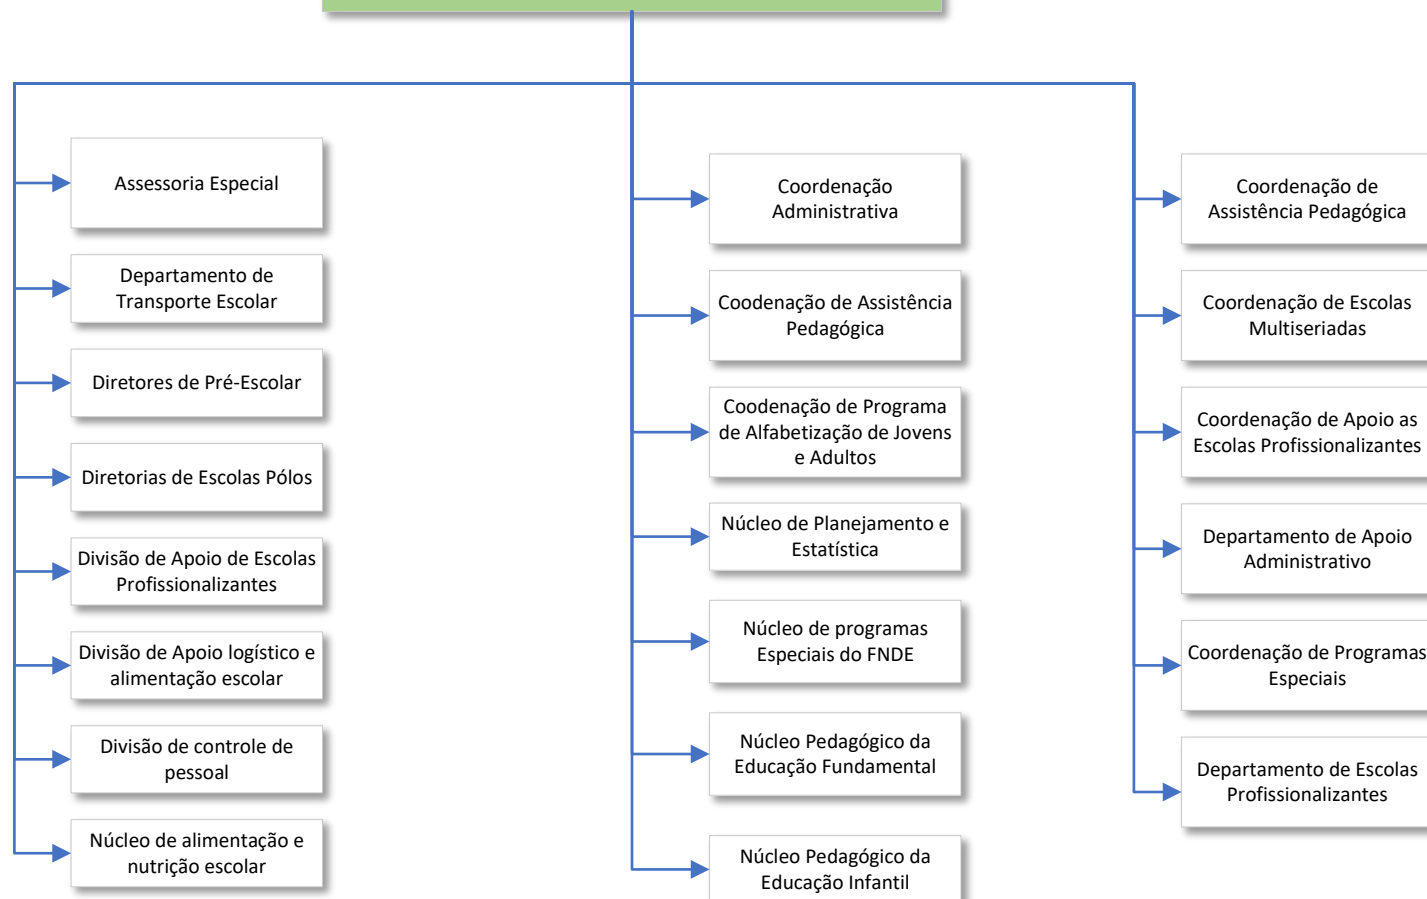 Assessoria Especial
Departamento de
Transporte Escolar
Diretores de Pré-Escolar
Diretorias de Escolas Pólos
Divisão de Apoio de Escolas
Profissionalizantes
Divisão de Apoio logístico e
alimentação escolar
Divisão de controle de
pessoal
Núcleo de alimentação e
nutrição escolar
Coordenação
Administrativa
Coodenação de Assistência
Pedagógica
Coodenação de Programa
de Alfabetização de Jovens
e Adultos
Núcleo de Planejamento e
Estatística
Núcleo de programas
Especiais do FNDE
Núcleo Pedagógico da
Educação Fundamental
Núcleo Pedagógico da
Educação Infantil
Coordenação de
Assistência Pedagógica
Coordenação de Escolas
Multiseriadas
Coordenação de Apoio as
Escolas Profissionalizantes
Departamento de Apoio
Administrativo
Coordenação de Programas
Especiais
Departamento de Escolas
Profissionalizantes